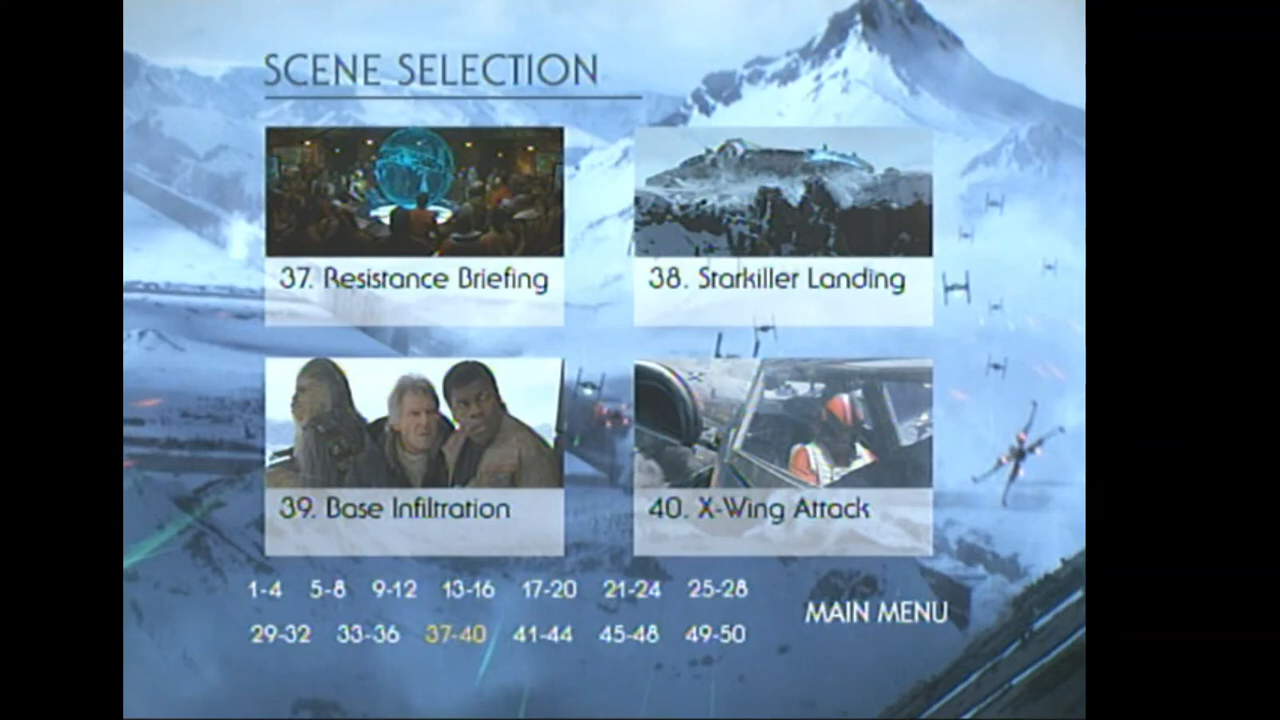 SCENE SELECTION
37. Resistance Briefing
38. Starkiller Landing
39. Base Infiltration
40. X-Wing Attack
1-4 5-8 9-12 13-16 17-20 21-24 25-28
29-32 33-36 37-40 41-44 45-48 49-50
MAIN MENU